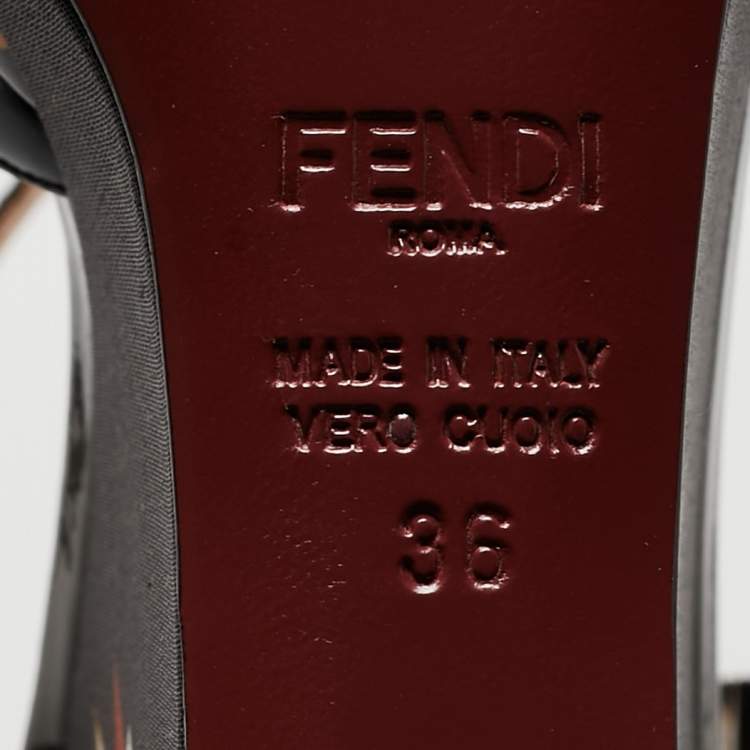 FENDI
ROMA
MADE IN ITALY
VERO CUOIO
36